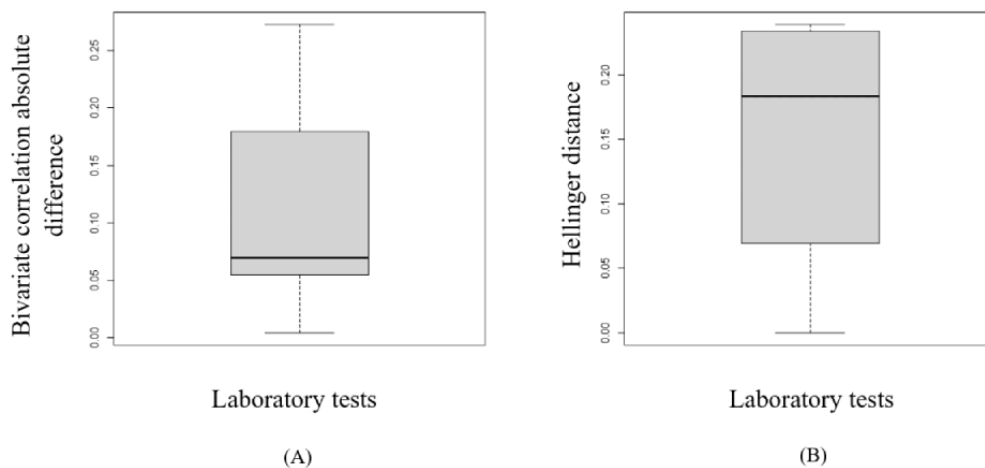 Bivariate correlation absolute
difference
0.00
0.05
0.10
0.15
0.20
0.25
Laboratory tests
(A)
Hellinger distance
0.00
0.05
0.10
0.15
0.20
Laboratory tests
(B)